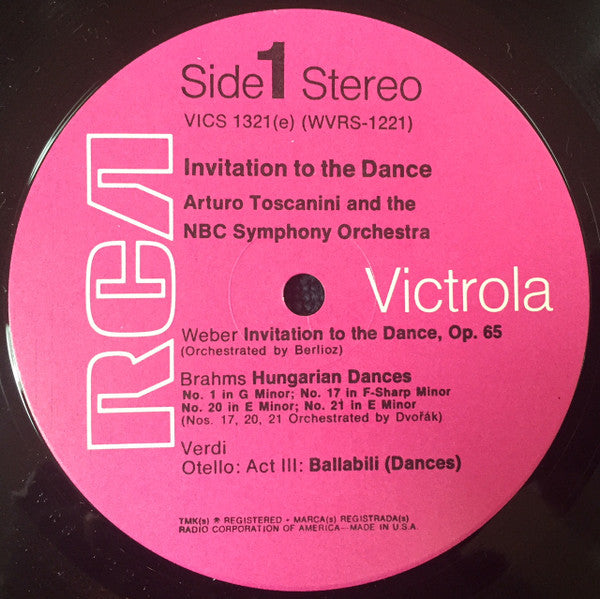 Side 1 Stereo
VICS 1321(e) (WVRS-1221)
Invitation to the Dance
Arturo Toscanini and the
NBC Symphony Orchestra
RCA
Victrola
Weber Invitation to the Dance, Op. 65
(Orchestrated by Berlioz)
Brahms Hungarian Dances
No. 1 in G Minor; No. 17 in F-Sharp Minor
No. 20 in E Minor; No. 21 in E Minor
(Nos. 17, 20, 21 Orchestrated by Dvořák)
Verdi
Otello: Act III: Ballabili (Dances)
TMK(s) ® REGISTERED • MARCA(s) REGISTRADA(s)
RADIO CORPORATION OF AMERICA—MADE IN U.S.A.